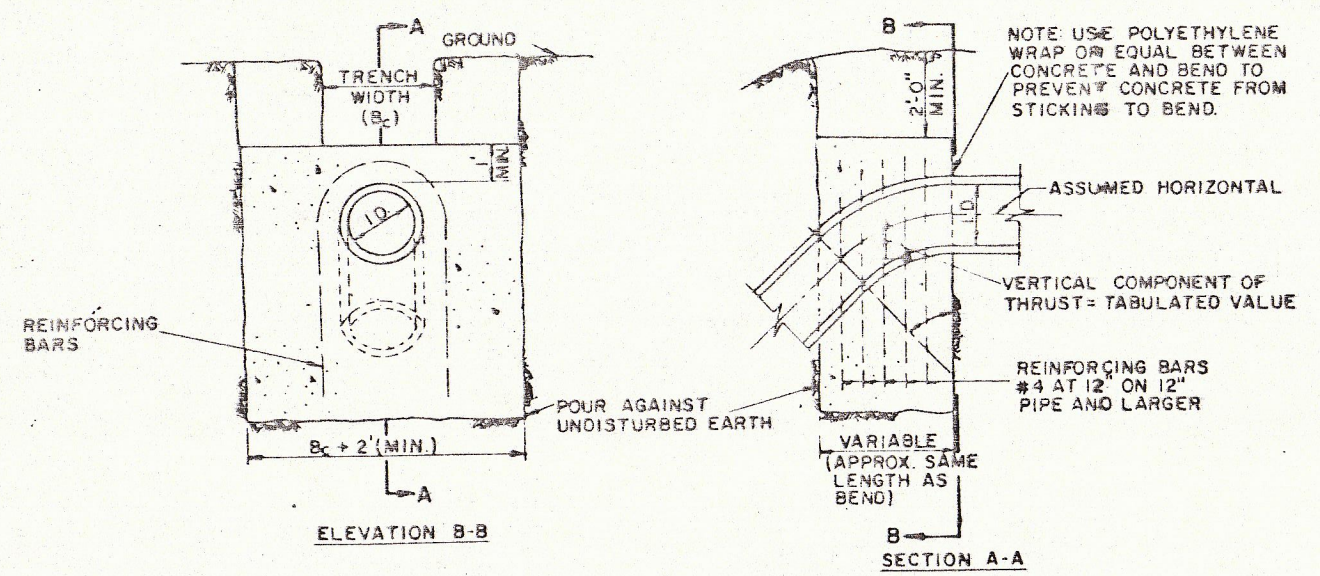 A
GROUND
TRENCH
WIDTH
(Bc)
1'
MIN.
I.D.
REINFORCING
BARS
POUR AGAINST
UNDISTURBED EARTH
Bc + 2' (MIN.)
A
ELEVATION B-B
B
2'-0"
MIN.
NOTE: USE POLYETHYLENE
WRAP OR EQUAL BETWEEN
CONCRETE AND BEND TO
PREVENT CONCRETE FROM
STICKING TO BEND.
I.D.
ASSUMED HORIZONTAL
VERTICAL COMPONENT OF
THRUST = TABULATED VALUE
REINFORCING BARS
#4 AT 12" ON 12"
PIPE AND LARGER
VARIABLE
(APPROX. SAME
LENGTH AS
BEND)
B
SECTION A-A